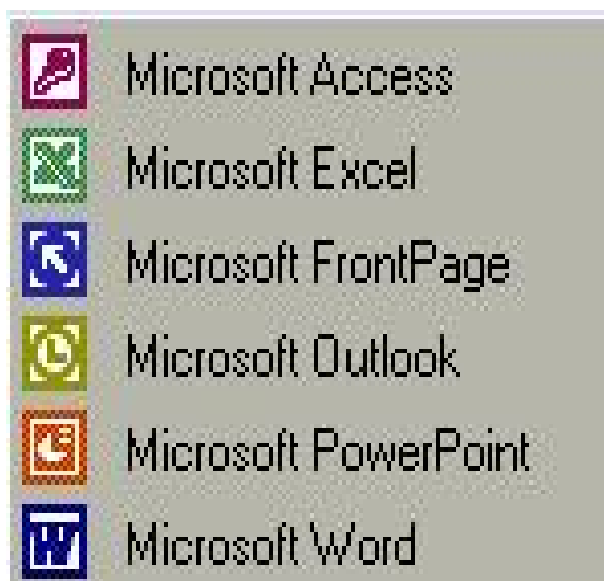 Microsoft Access
Microsoft Excel
Microsoft FrontPage
Microsoft Outlook
Microsoft PowerPoint
Microsoft Word